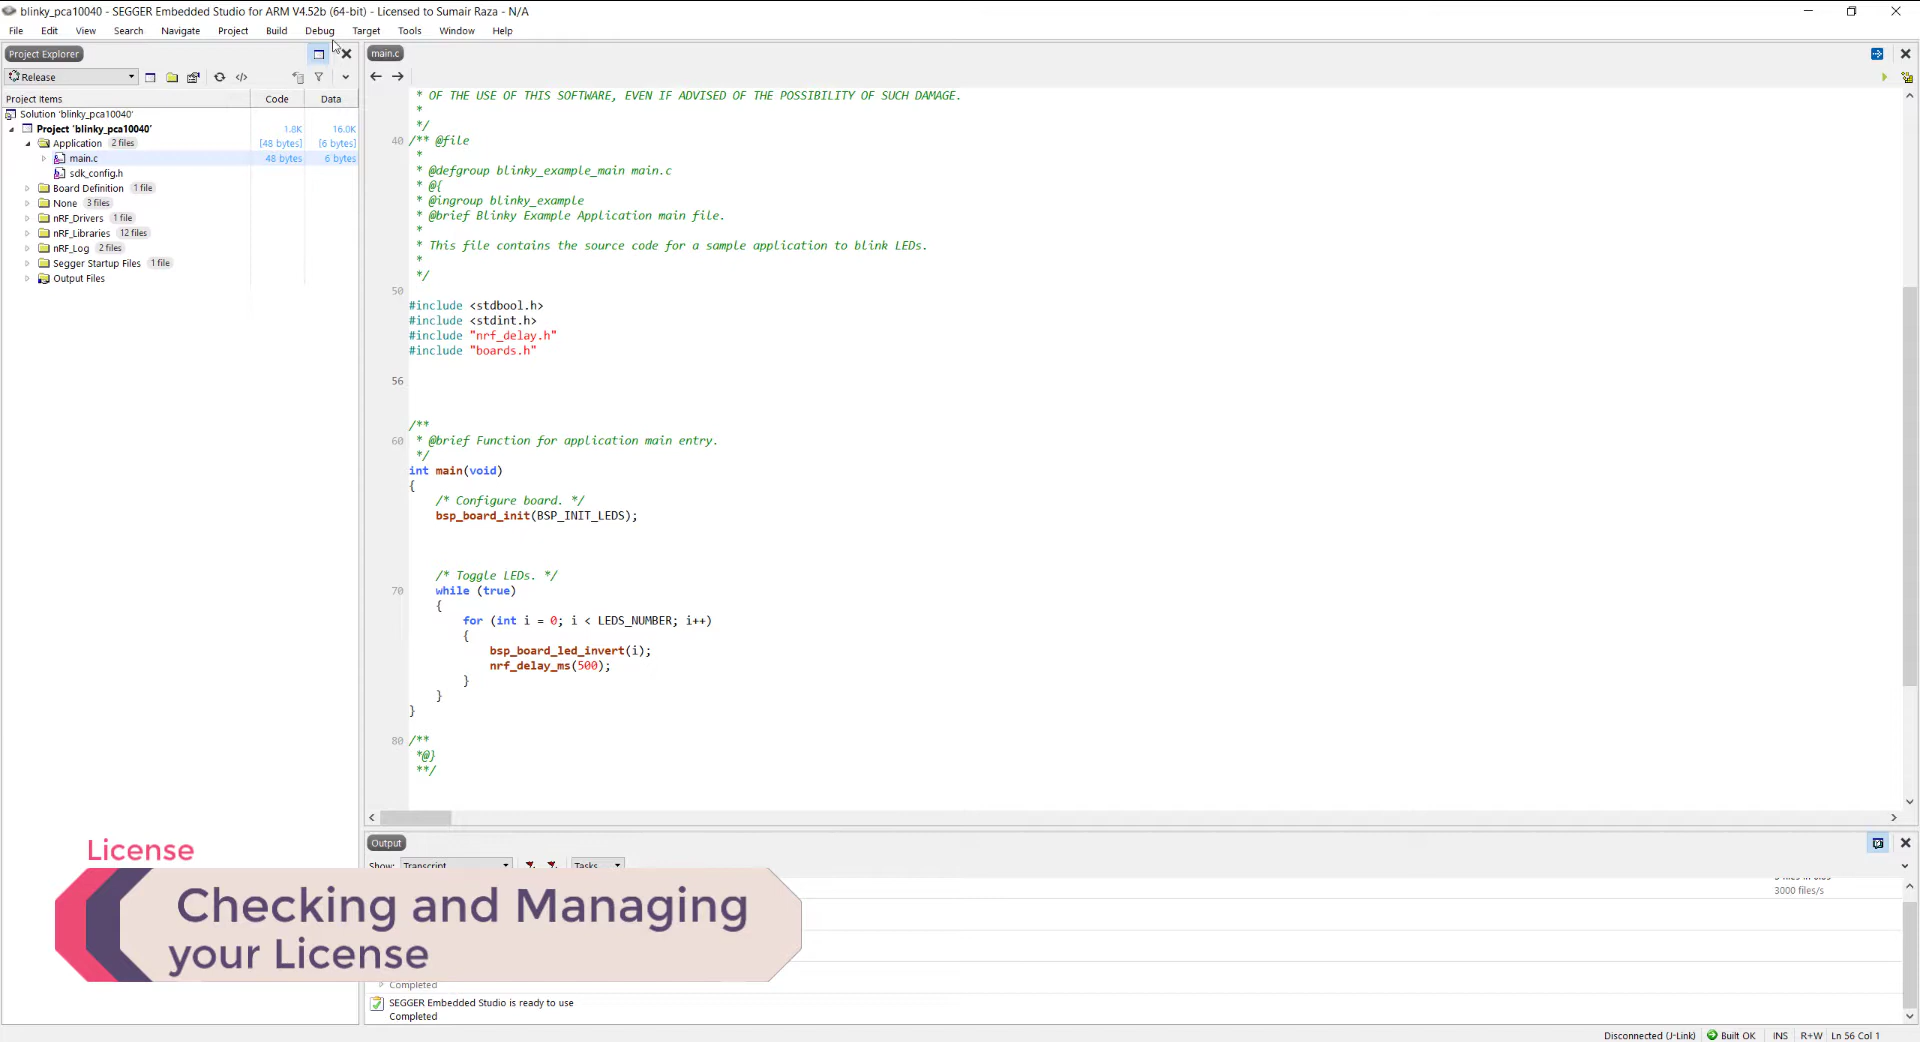 blinky_pca10040 - SEGGER Embedded Studio for ARM V4.52b (64-bit) - Licensed to Sumair Raza - N/A
File Edit View Search Navigate Project Build Debug Target Tools Window Help
Project Explorer
Release
Project Items Code Data
Solution 'blinky_pca10040'
Project 'blinky_pca10040' 1.8K 16.0K
Application 2 files [48 bytes] [6 bytes]
main.c 48 bytes 6 bytes
sdk_config.h
Board Definition 1 file
None 3 files
nRF_Drivers 1 file
nRF_Libraries 12 files
nRF_Log 2 files
Segger Startup Files 1 file
Output Files
main.c
* OF THE USE OF THIS SOFTWARE, EVEN IF ADVISED OF THE POSSIBILITY OF SUCH DAMAGE.
*
*/
40 /** @file
*
* @defgroup blinky_example_main main.c
* @{
* @ingroup blinky_example
* @brief Blinky Example Application main file.
*
* This file contains the source code for a sample application to blink LEDs.
*
*/
50
#include <stdbool.h>
#include <stdint.h>
#include "nrf_delay.h"
#include "boards.h"
56
/**
60 * @brief Function for application main entry.
*/
int main(void)
{
/* Configure board. */
bsp_board_init(BSP_INIT_LEDS);
/* Toggle LEDs. */
70 while (true)
{
for (int i = 0; i < LEDS_NUMBER; i++)
{
bsp_board_led_invert(i);
nrf_delay_ms(500);
}
}
}
80 /**
*@}
**/
Output
Show: Transcript Tasks
3000 files/s
Completed
SEGGER Embedded Studio is ready to use
Completed
License
Checking and Managing
your License
Disconnected (J-Link) Built OK INS R+W Ln 56 Col 1